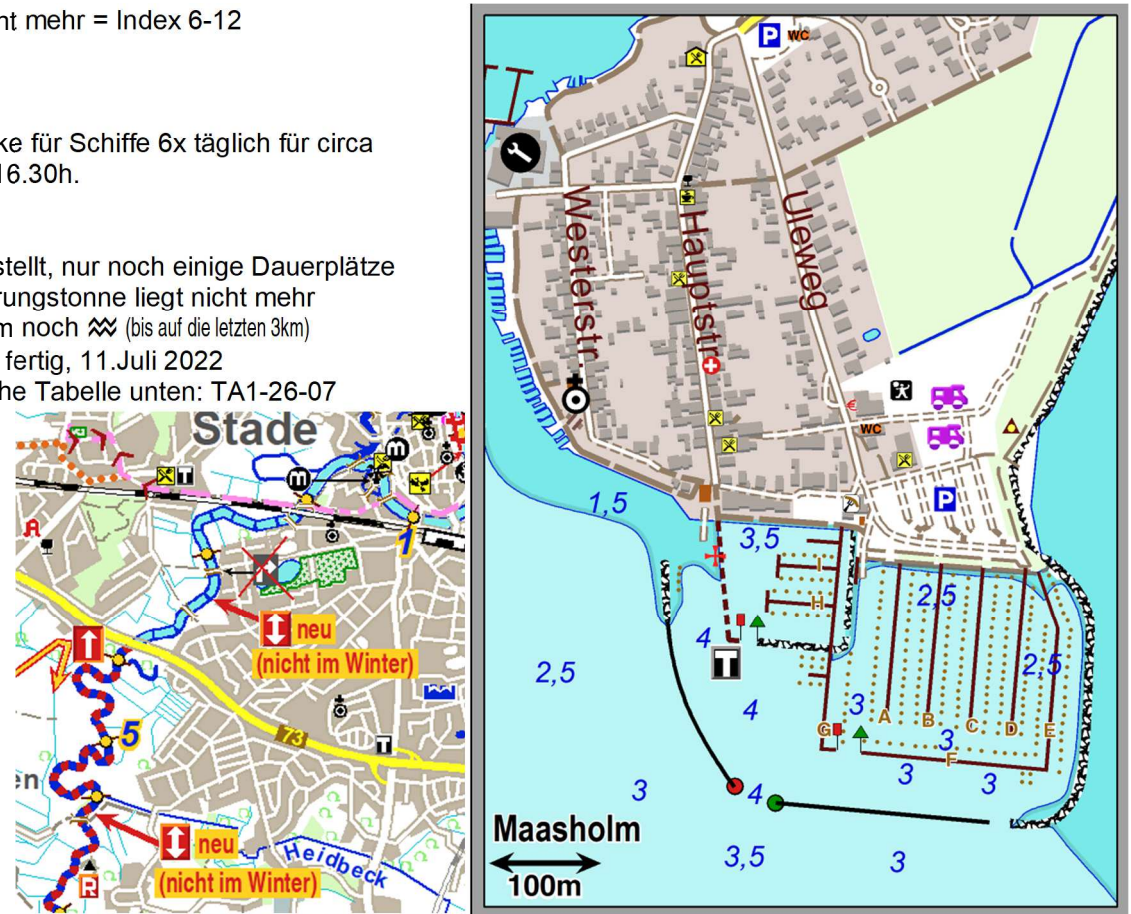 ht mehr = Index 6-12
ke für Schiffe 6x täglich für circa
16.30h.
stellt, nur noch einige Dauerplätze
rungstonne liegt nicht mehr
m noch (bis auf die letzten 3km)
fertig, 11.Juli 2022
he Tabelle unten: TA1-26-07
Stade
m
m
1
neu
(nicht im Winter)
5
73
en
neu
(nicht im Winter)
Heidbeck
R
P WC
Westerstr.
Hauptstr.
Uleweg
€
WC
P
1,5
3,5
I
H
2,5
4
2,5
2,5
3
4
A
B
C
D
E
G
3
F
3
3
3
4
Maasholm
100m
3,5
3